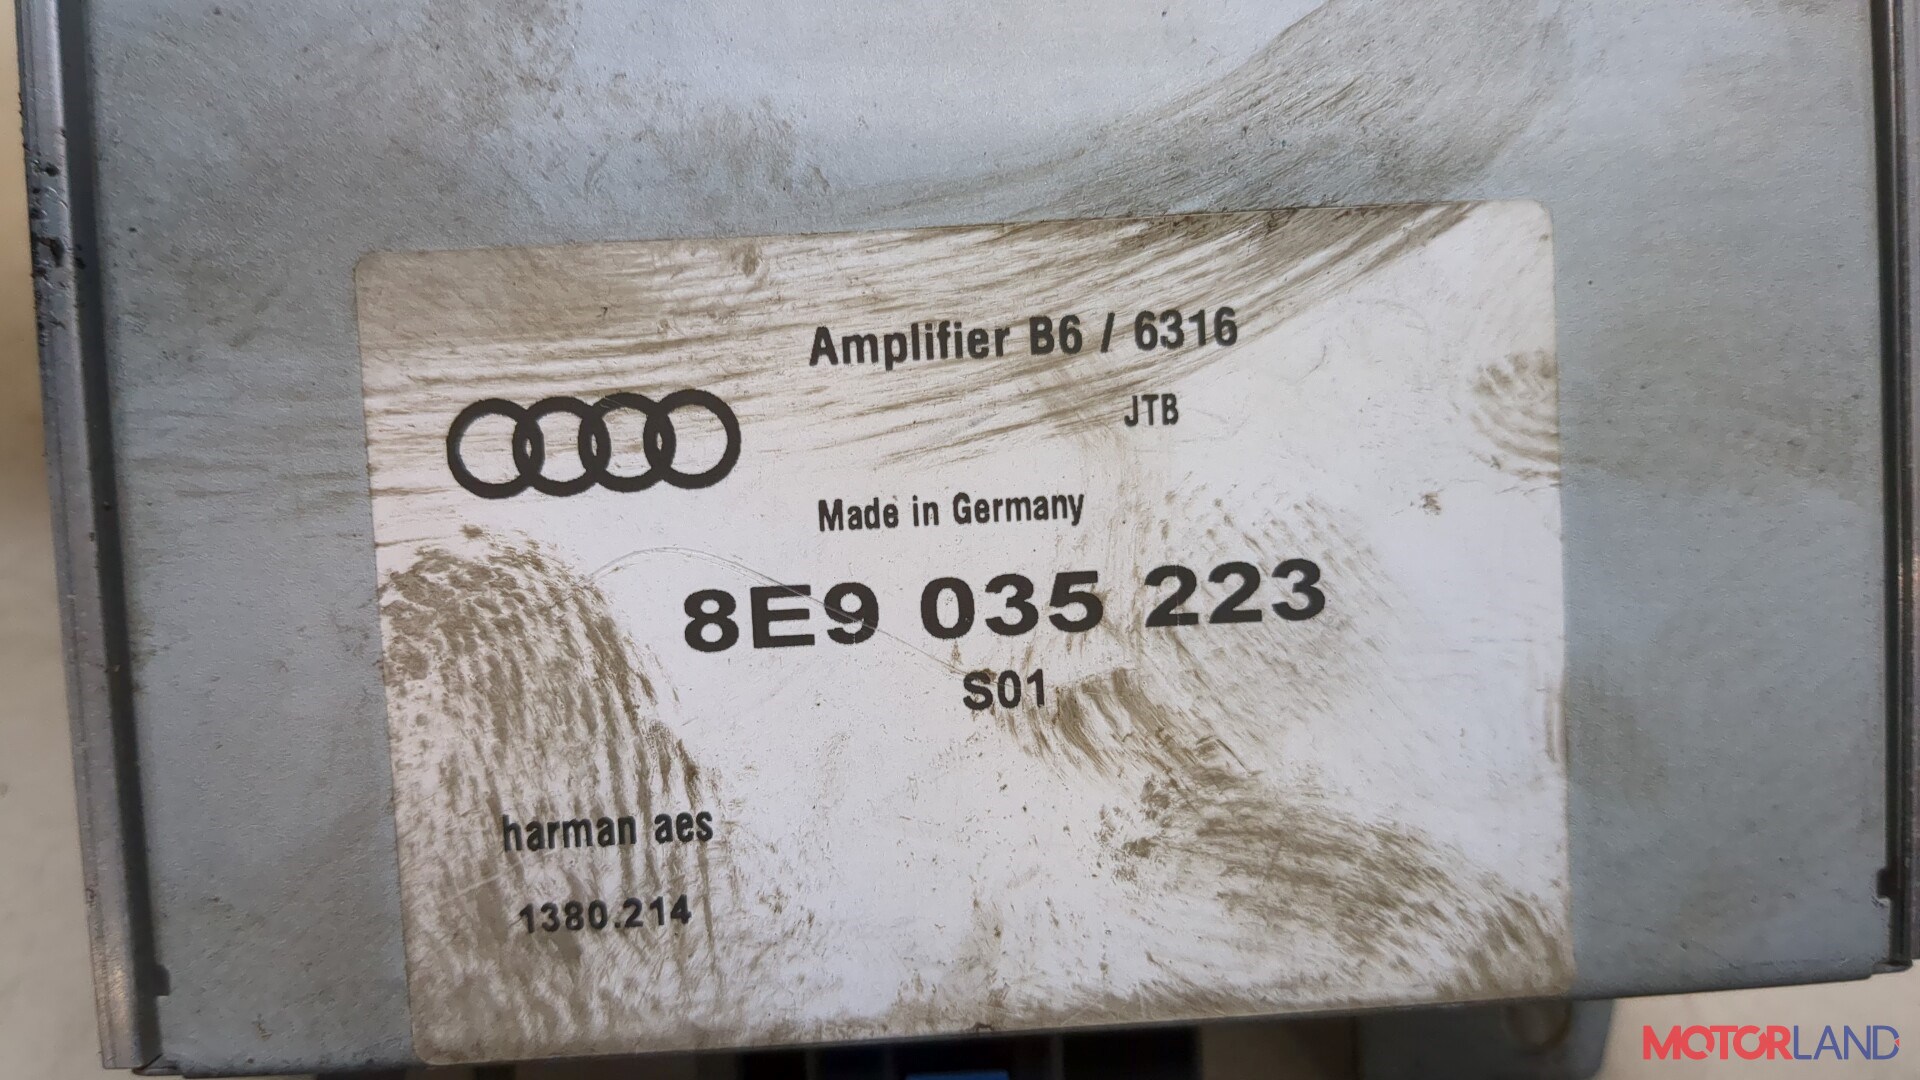 Amplifier B6 / 6316
JTB
Made in Germany
8E9 035 223
S01
harman aes
1380.214
MOTORLAND